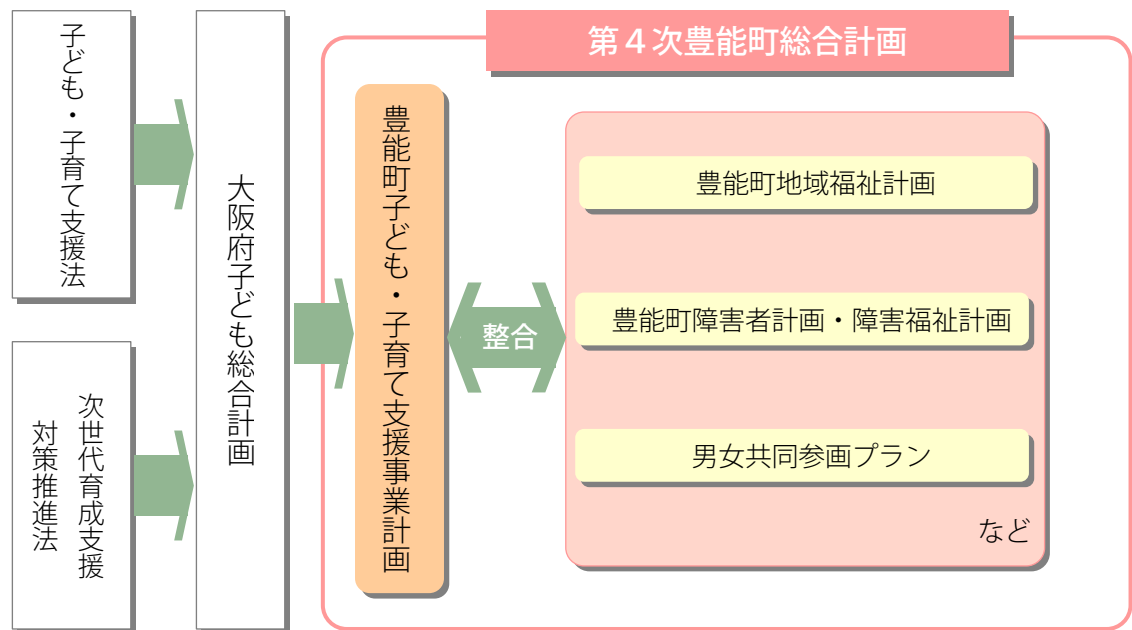 子ども・子育て支援法
次世代育成支援
対策推進法
大阪府子ども総合計画
第４次豊能町総合計画
豊能町子ども・子育て支援事業計画
整合
豊能町地域福祉計画
豊能町障害者計画・障害福祉計画
男女共同参画プラン
など